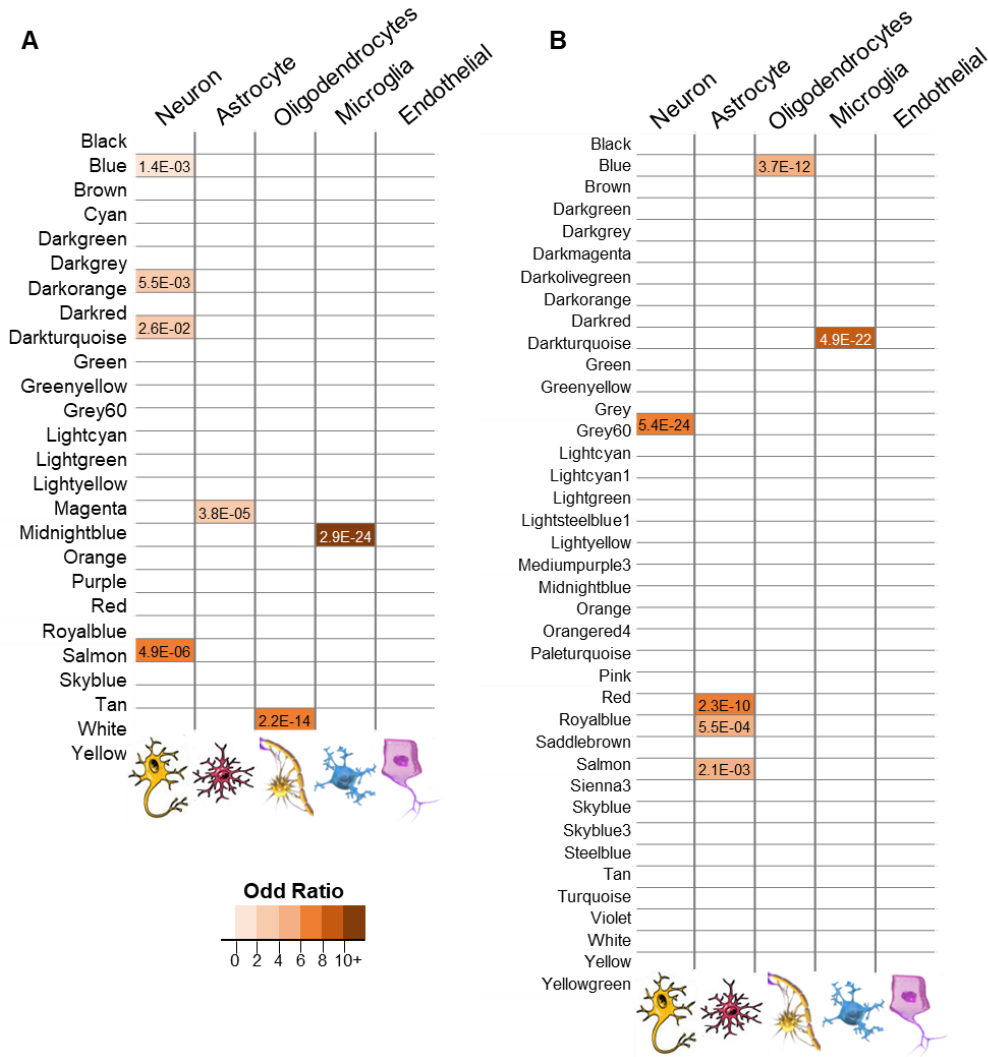 A
Neuron
Astrocyte
Oligodendrocytes
Microglia
Endothelial
Black
Blue 1.4E-03
Brown
Cyan
Darkgreen
Darkgrey
5.5E-03
Darkorange
Darkred
2.6E-02
Darkturquoise
Green
Greenyellow
Grey60
Lightcyan
Lightgreen
Lightyellow
Magenta 3.8E-05
Midnightblue 2.9E-24
Orange
Purple
Red
Royalblue
4.9E-06
Salmon
Skyblue
Tan
2.2E-14
White
Yellow
Odd Ratio
0 2 4 6 8 10+
B
Neuron
Astrocyte
Oligodendrocytes
Microglia
Endothelial
Black
Blue 3.7E-12
Brown
Darkgreen
Darkgrey
Darkmagenta
Darkolivegreen
Darkorange
Darkred
Darkturquoise 4.9E-22
Green
Greenyellow
Grey
5.4E-24
Grey60
Lightcyan
Lightcyan1
Lightgreen
Lightsteelblue1
Lightyellow
Mediumpurple3
Midnightblue
Orange
Orangered4
Paleturquoise
Pink
Red 2.3E-10
Royalblue 5.5E-04
Saddlebrown
Salmon 2.1E-03
Sienna3
Skyblue
Skyblue3
Steelblue
Tan
Turquoise
Violet
White
Yellow
Yellowgreen